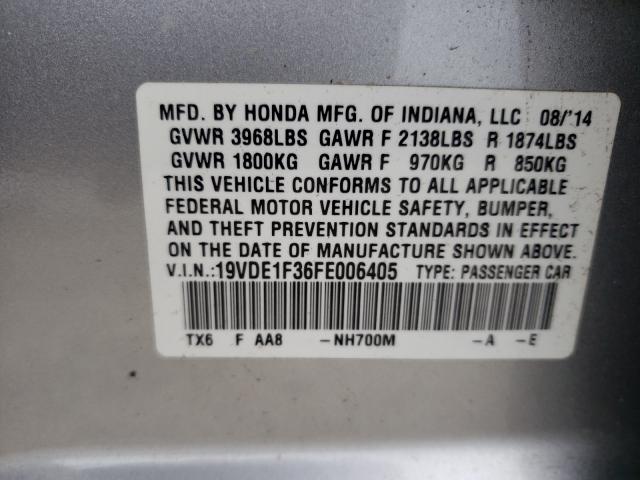 MFD. BY HONDA MFG. OF INDIANA, LLC 08/'14
GVWR 3968LBS GAWR F 2138LBS R 1874LBS
GVWR 1800KG GAWR F 970KG R 850KG
THIS VEHICLE CONFORMS TO ALL APPLICABLE
FEDERAL MOTOR VEHICLE SAFETY, BUMPER,
AND THEFT PREVENTION STANDARDS IN EFFECT
ON THE DATE OF MANUFACTURE SHOWN ABOVE.
V.I.N.:19VDE1F36FE006405 TYPE: PASSENGER CAR
TX6 F AA8 -NH700M -A -E